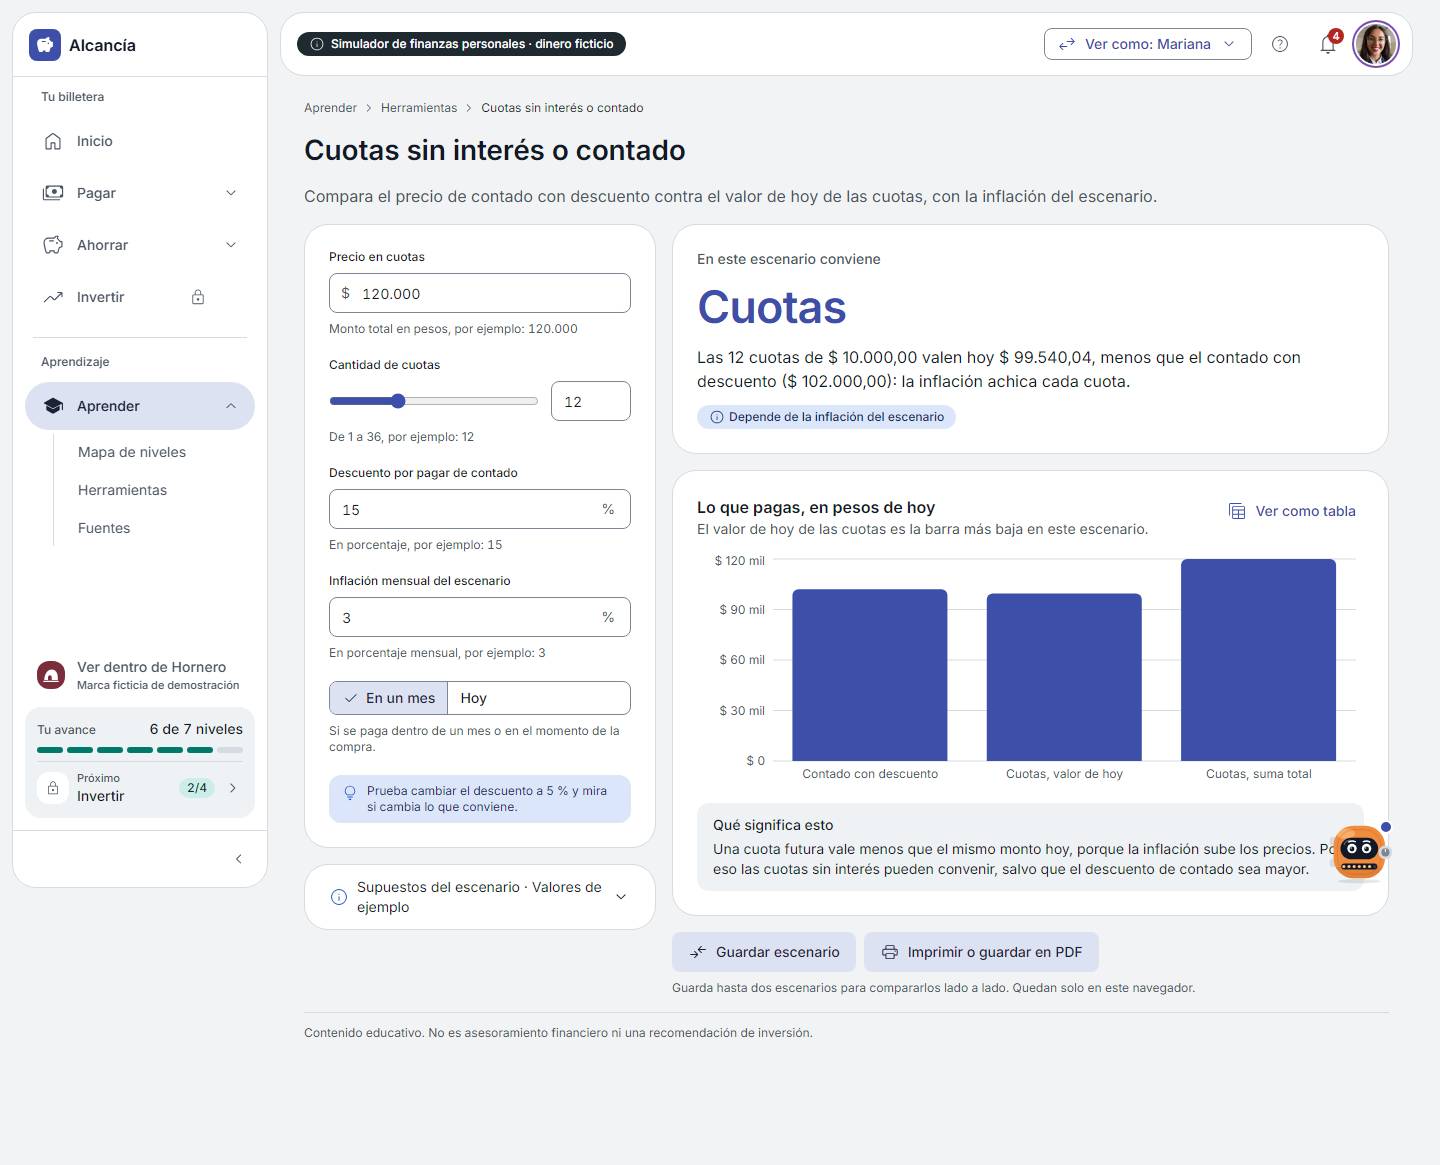 Alcancía
Simulador de finanzas personales · dinero ficticio
Ver como: Mariana
4
Tu billetera
Inicio
Pagar
Ahorrar
Invertir
Aprendizaje
Aprender
Mapa de niveles
Herramientas
Fuentes
Ver dentro de Hornero
Marca ficticia de demostración
Tu avance
6 de 7 niveles
Próximo
Invertir
2/4
Aprender
Herramientas
Cuotas sin interés o contado
Cuotas sin interés o contado
Compara el precio de contado con descuento contra el valor de hoy de las cuotas, con la inflación del escenario.
Precio en cuotas
$ 120.000
Monto total en pesos, por ejemplo: 120.000
Cantidad de cuotas
12
De 1 a 36, por ejemplo: 12
Descuento por pagar de contado
15 %
En porcentaje, por ejemplo: 15
Inflación mensual del escenario
3 %
En porcentaje mensual, por ejemplo: 3
En un mes
Hoy
Si se paga dentro de un mes o en el momento de la
compra.
Prueba cambiar el descuento a 5 % y mira
si cambia lo que conviene.
Supuestos del escenario · Valores de
ejemplo
En este escenario conviene
Cuotas
Las 12 cuotas de $ 10.000,00 valen hoy $ 99.540,04, menos que el contado con
descuento ($ 102.000,00): la inflación achica cada cuota.
Depende de la inflación del escenario
Lo que pagas, en pesos de hoy
El valor de hoy de las cuotas es la barra más baja en este escenario.
Ver como tabla
$ 120 mil
$ 90 mil
$ 60 mil
$ 30 mil
$ 0
Contado con descuento
Cuotas, valor de hoy
Cuotas, suma total
Qué significa esto
Una cuota futura vale menos que el mismo monto hoy, porque la inflación sube los precios.
eso las cuotas sin interés pueden convenir, salvo que el descuento de contado sea mayor.
Guardar escenario
Imprimir o guardar en PDF
Guarda hasta dos escenarios para compararlos lado a lado. Quedan solo en este navegador.
Contenido educativo. No es asesoramiento financiero ni una recomendación de inversión.